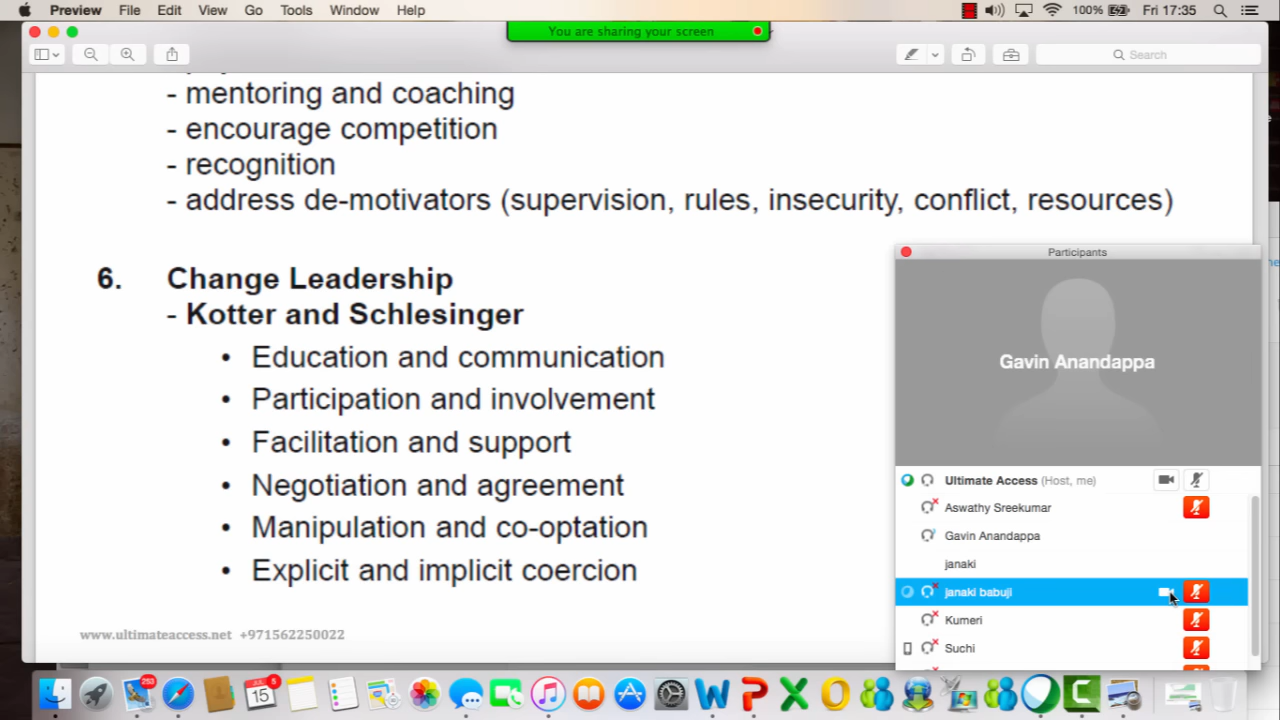 Preview File Edit View Go Tools Window Help 100% Fri 17:35
You are sharing your screen
Search
- mentoring and coaching
- encourage competition
- recognition
- address de-motivators (supervision, rules, insecurity, conflict, resources)
6. Change Leadership
- Kotter and Schlesinger
• Education and communication
• Participation and involvement
• Facilitation and support
• Negotiation and agreement
• Manipulation and co-optation
• Explicit and implicit coercion
www.ultimateaccess.net +971562250022
Participants
Gavin Anandappa
Ultimate Access (Host, me)
Aswathy Sreekumar
Gavin Anandappa
janaki
janaki babuji
Kumeri
Suchi
253
JUL
15
5
W P X O C